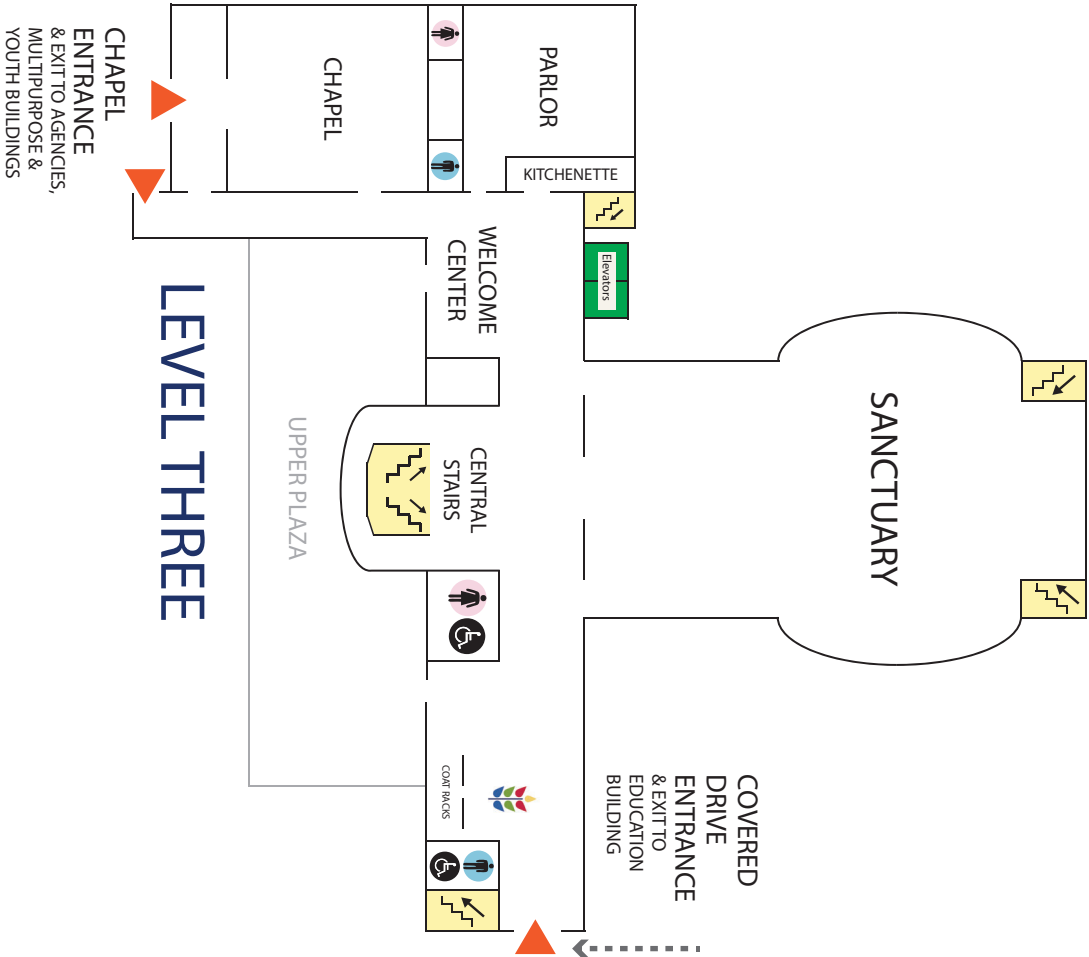 CHAPEL
ENTRANCE
& EXIT TO AGENCIES,
MULTIPURPOSE &
YOUTH BUILDINGS
CHAPEL
PARLOR
KITCHENETTE
WELCOME
CENTER
Elevators
SANCTUARY
CENTRAL
STAIRS
UPPER PLAZA
LEVEL THREE
COAT RACKS
COVERED
DRIVE
ENTRANCE
& EXIT TO
EDUCATION
BUILDING